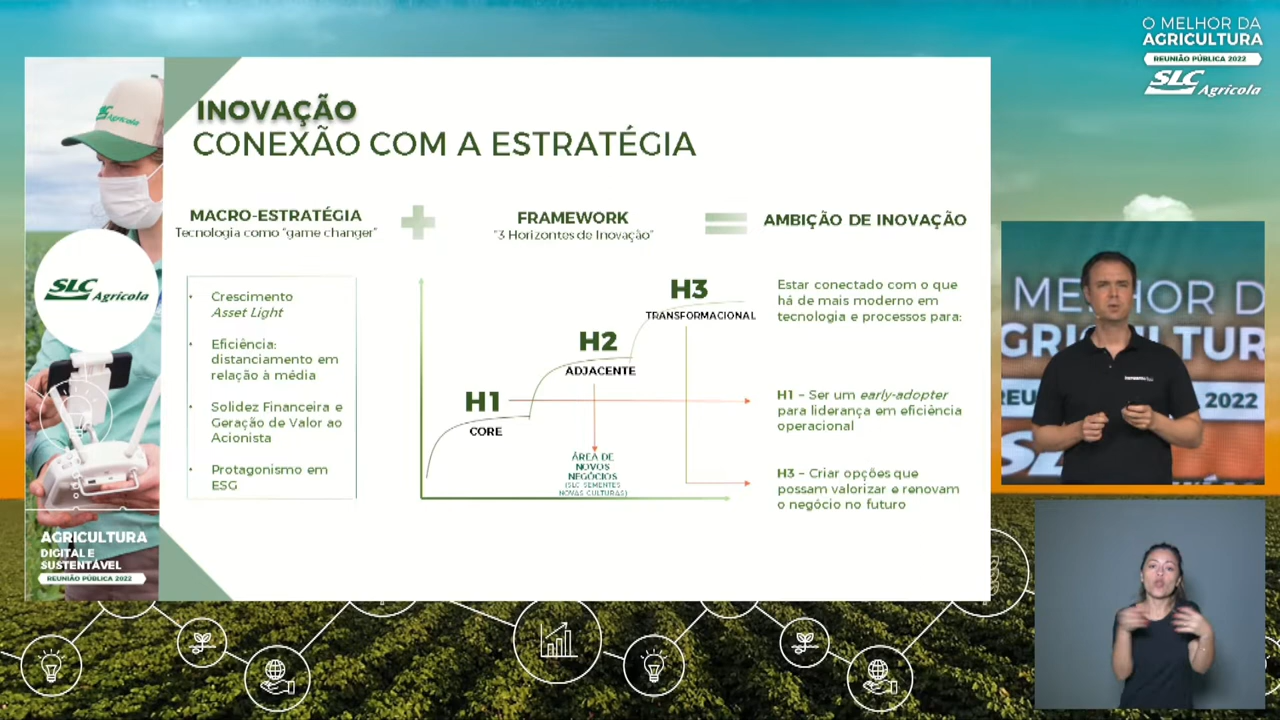 O MELHOR DA
AGRICULTURA
REUNIÃO PÚBLICA 2022
SLC
Agrícola
INOVAÇÃO
CONEXÃO COM A ESTRATÉGIA
MACRO-ESTRATÉGIA
Tecnologia como "game changer"
FRAMEWORK
"3 Horizontes de Inovação"
AMBIÇÃO DE INOVAÇÃO
• Crescimento
Asset Light
• Eficiência:
distanciamento em
relação à média
• Solidez Financeira e
Geração de Valor ao
Acionista
• Protagonismo em
ESG
H1
CORE
H2
ADJACENTE
H3
TRANSFORMACIONAL
ÁREA DE
NOVOS
NEGÓCIOS
(SLC SEMENTES
NOVAS CULTURAS)
Estar conectado com o que
há de mais moderno em
tecnologia e processos para:
H1 – Ser um early-adopter
para liderança em eficiência
operacional
H3 – Criar opções que
possam valorizar e renovam
o negócio no futuro
SLC Agrícola
AGRICULTURA
DIGITAL E
SUSTENTÁVEL
REUNIÃO PÚBLICA 2022
MELHOR D
GRICULTUR
REU
2022